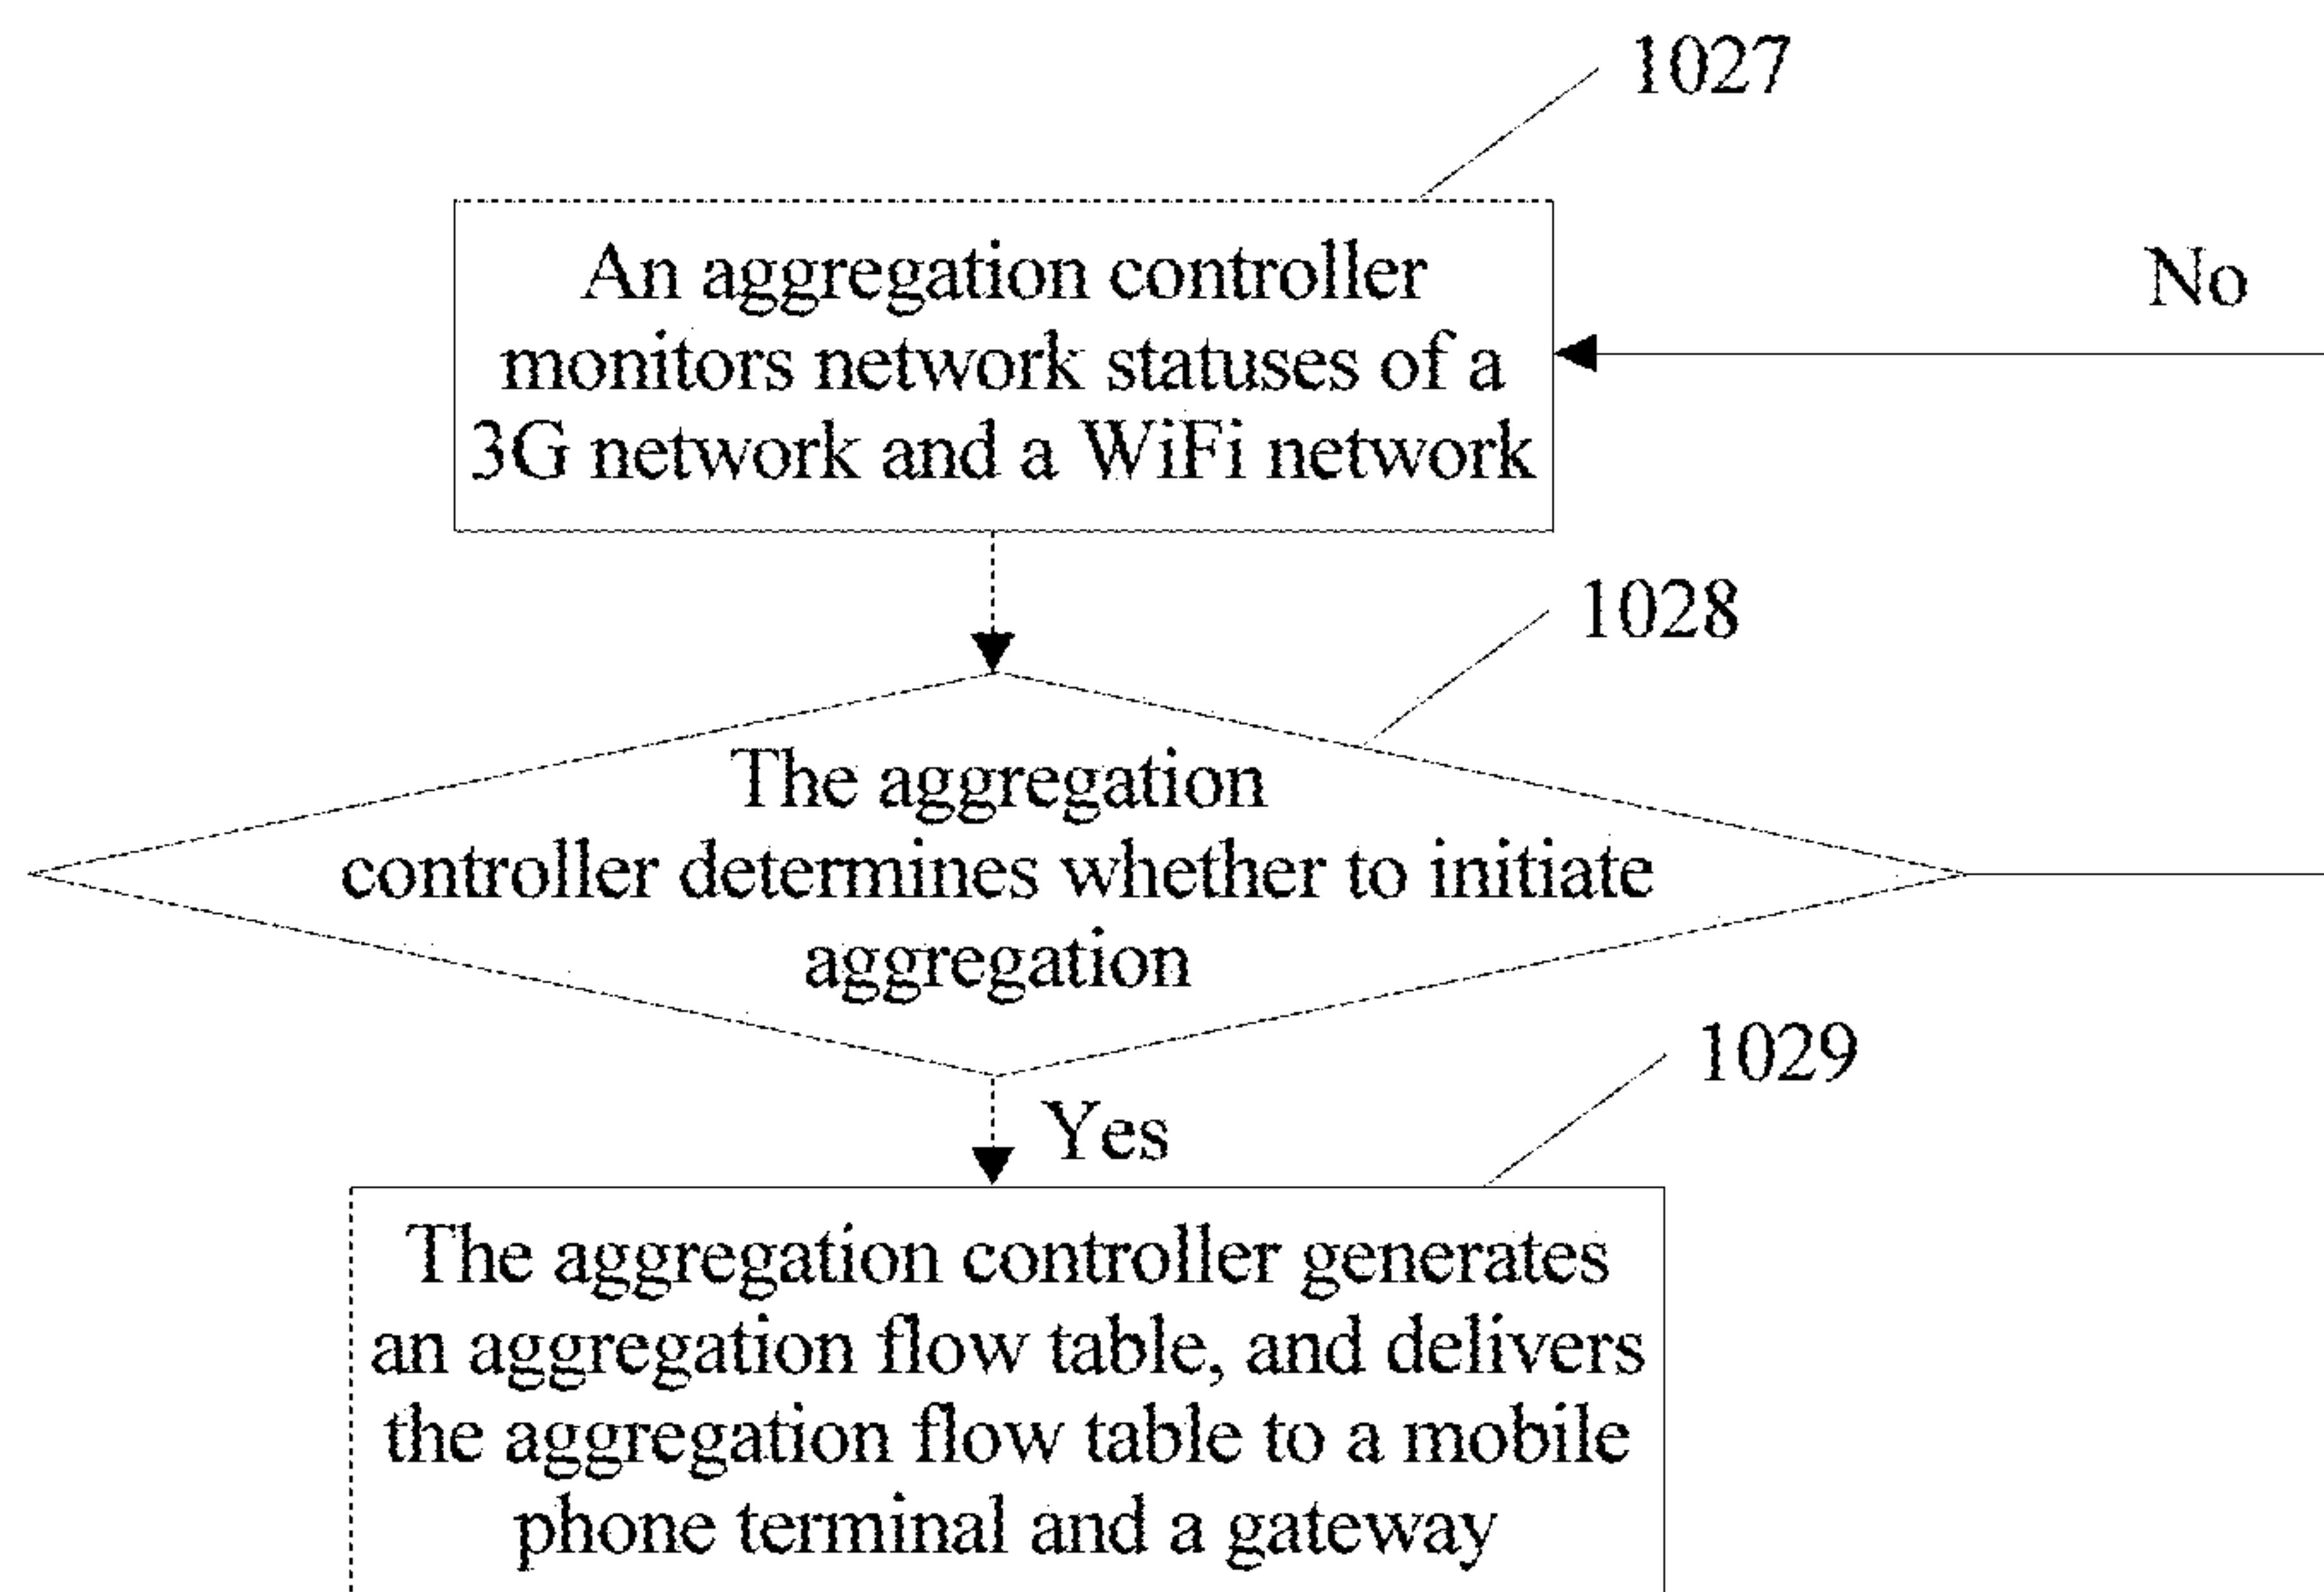 1027
An aggregation controller
monitors network statuses of a
3G network and a WiFi network
No
1028
The aggregation
controller determines whether to initiate
aggregation
1029
Yes
The aggregation controller generates
an aggregation flow table, and delivers
the aggregation flow table to a mobile
phone terminal and a gateway